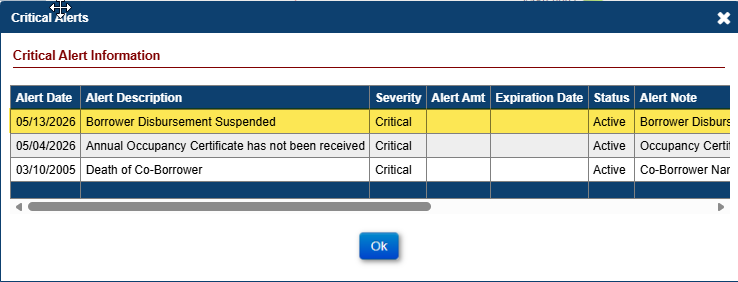 Critical Alerts
Critical Alert Information
Alert Date Alert Description Severity Alert Amt Expiration Date Status Alert Note
05/13/2026 Borrower Disbursement Suspended Critical Active Borrower Disburs
05/04/2026 Annual Occupancy Certificate has not been received Critical Active Occupancy Certif
03/10/2005 Death of Co-Borrower Critical Active Co-Borrower Nar
Ok